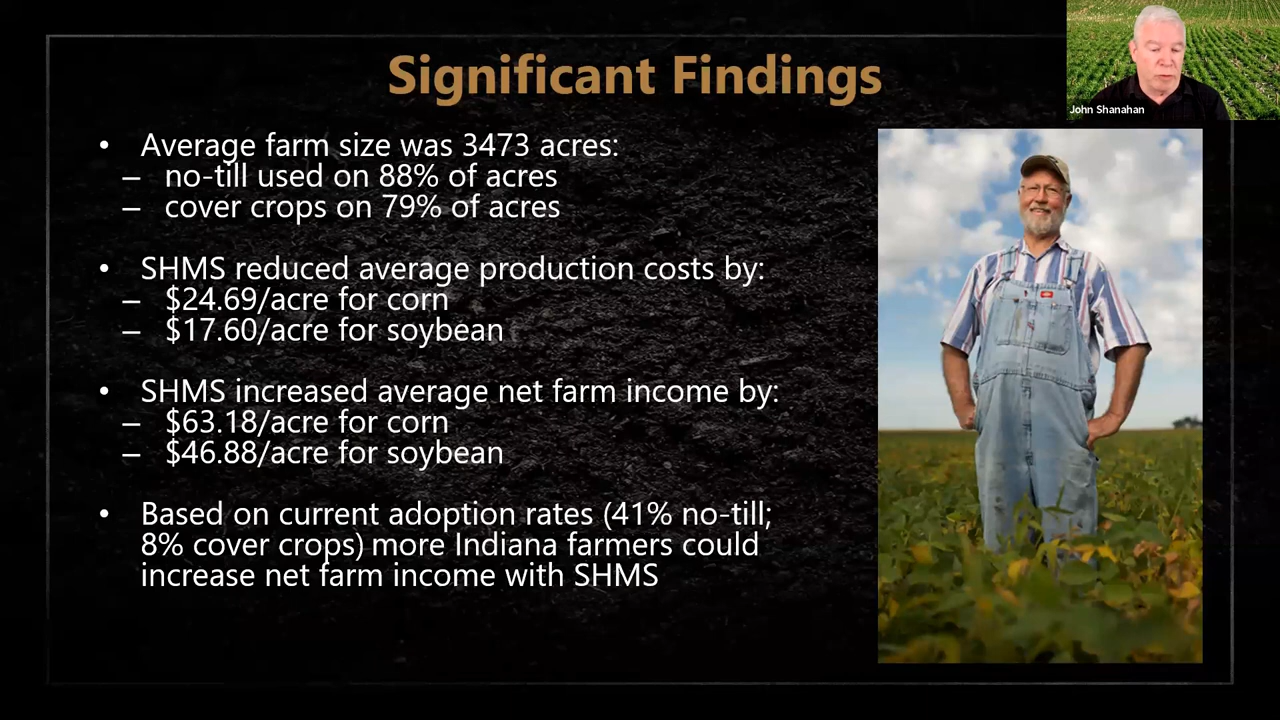 Significant Findings
John Shanahan
• Average farm size was 3473 acres:
– no-till used on 88% of acres
– cover crops on 79% of acres
• SHMS reduced average production costs by:
– $24.69/acre for corn
– $17.60/acre for soybean
• SHMS increased average net farm income by:
– $63.18/acre for corn
– $46.88/acre for soybean
• Based on current adoption rates (41% no-till;
8% cover crops) more Indiana farmers could
increase net farm income with SHMS